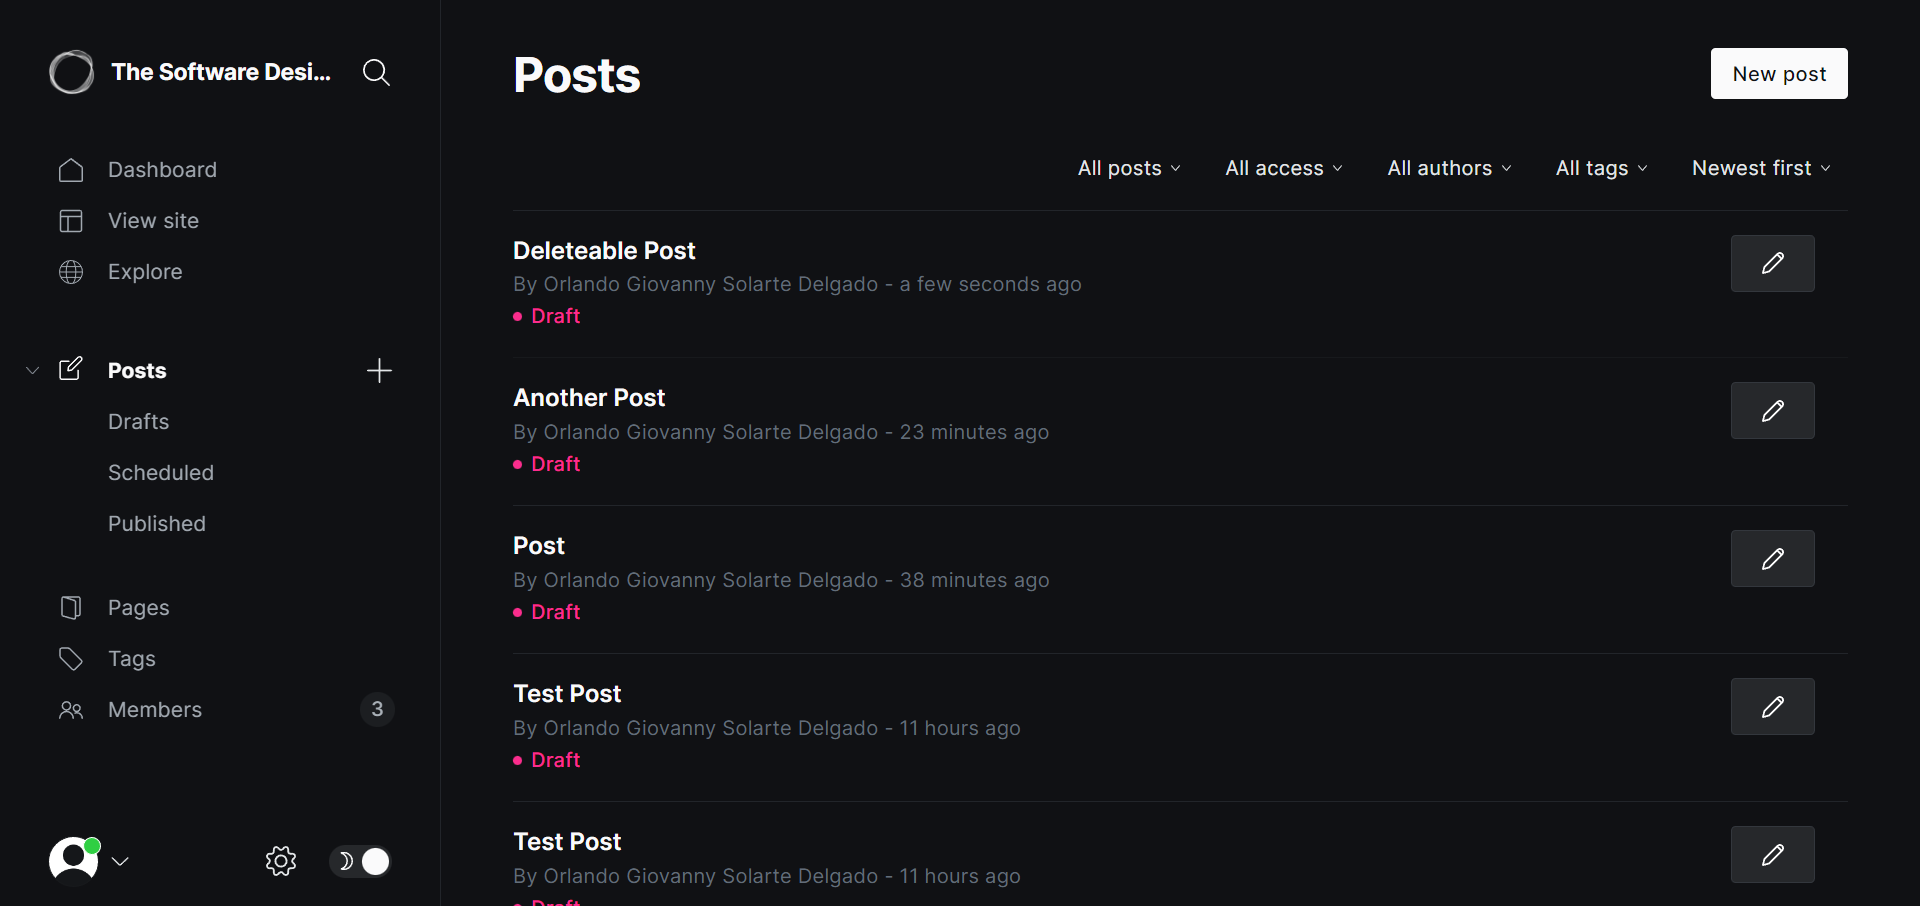 The Software Desi...
Dashboard
View site
Explore
Posts
Drafts
Scheduled
Published
Pages
Tags
Members 3
Posts
New post
All posts All access All authors All tags Newest first
Deleteable Post
By Orlando Giovanny Solarte Delgado - a few seconds ago
Draft
Another Post
By Orlando Giovanny Solarte Delgado - 23 minutes ago
Draft
Post
By Orlando Giovanny Solarte Delgado - 38 minutes ago
Draft
Test Post
By Orlando Giovanny Solarte Delgado - 11 hours ago
Draft
Test Post
By Orlando Giovanny Solarte Delgado - 11 hours ago
Draft